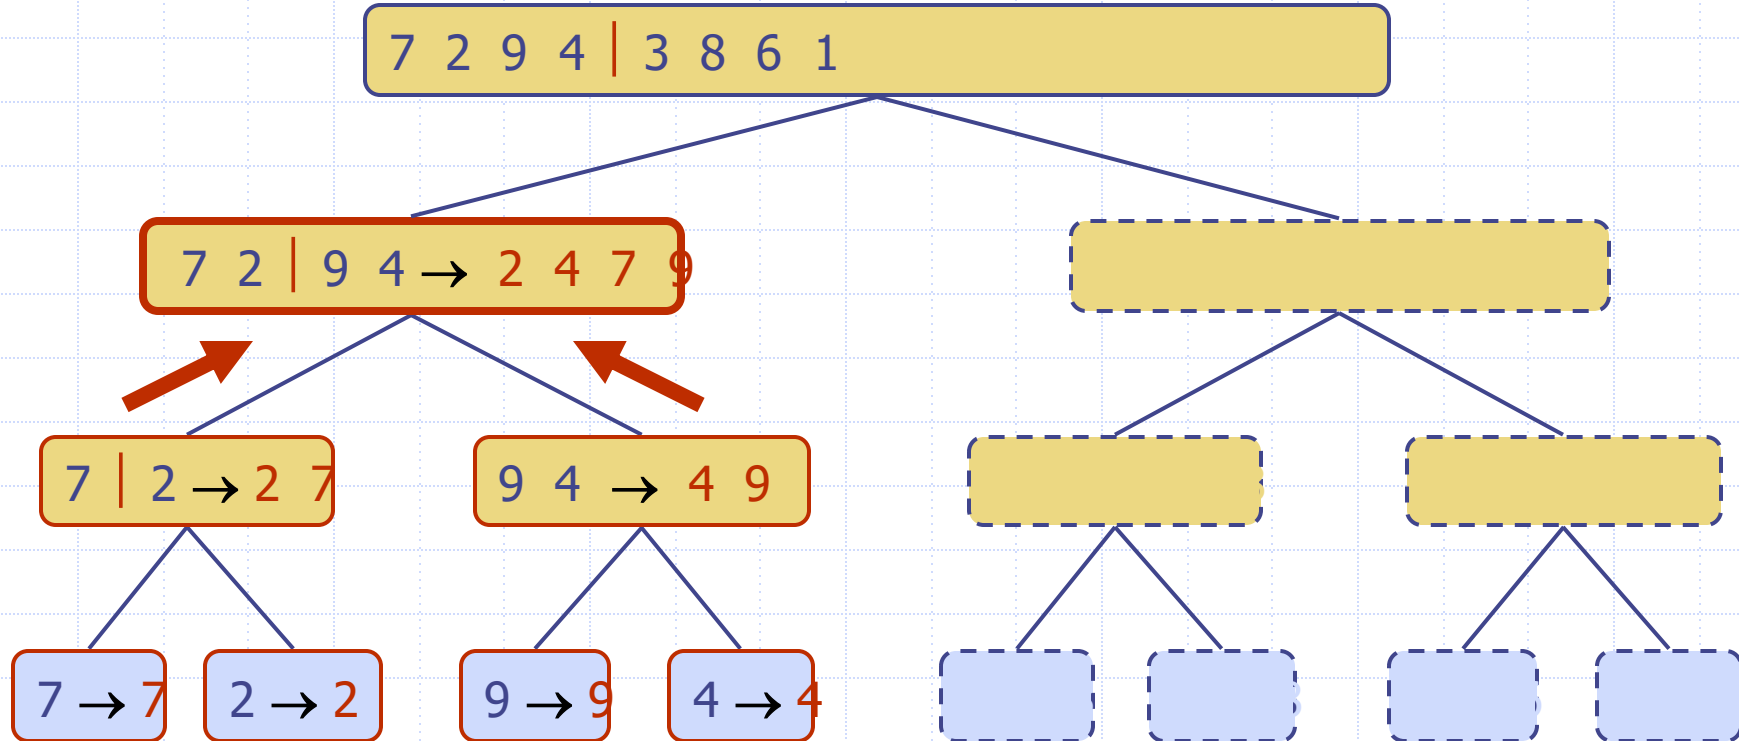 7 2 9 4 | 3 8 6 1
7 2 | 9 4 → 2 4 7 9
7 | 2 → 2 7
9 4 → 4 9
7 → 7
2 → 2
9 → 9
4 → 4